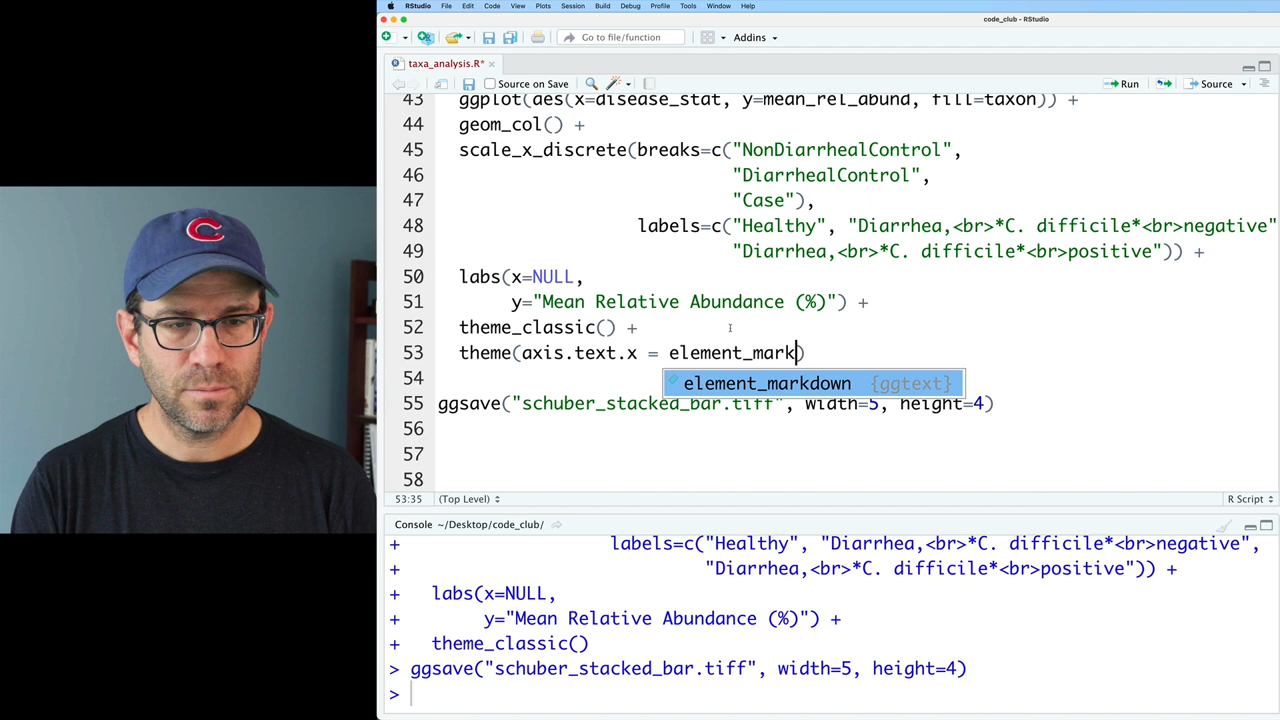 RStudio File Edit Code View Plots Session Build Debug Profile Tools Window Help
code_club - RStudio
Go to file/function Addins
taxa_analysis.R*
Source on Save Run Source
43 ggplot(aes(x=disease_stat, y=mean_rel_abund, fill=taxon)) +
44 geom_col() +
45 scale_x_discrete(breaks=c("NonDiarrhealControl",
46 "DiarrhealControl",
47 "Case"),
48 labels=c("Healthy", "Diarrhea,<br>*C. difficile*<br>negative"
49 "Diarrhea,<br>*C. difficile*<br>positive")) +
50 labs(x=NULL,
51 y="Mean Relative Abundance (%)") +
52 theme_classic() +
53 theme(axis.text.x = element_mark)
54 element_markdown {ggtext}
55 ggsave("schuber_stacked_bar.tiff", width=5, height=4)
56
57
58
53:35 (Top Level) R Script
Console ~/Desktop/code_club/
+ labels=c("Healthy", "Diarrhea,<br>*C. difficile*<br>negative",
+ "Diarrhea,<br>*C. difficile*<br>positive")) +
+ labs(x=NULL,
+ y="Mean Relative Abundance (%)") +
+ theme_classic()
> ggsave("schuber_stacked_bar.tiff", width=5, height=4)
>
C